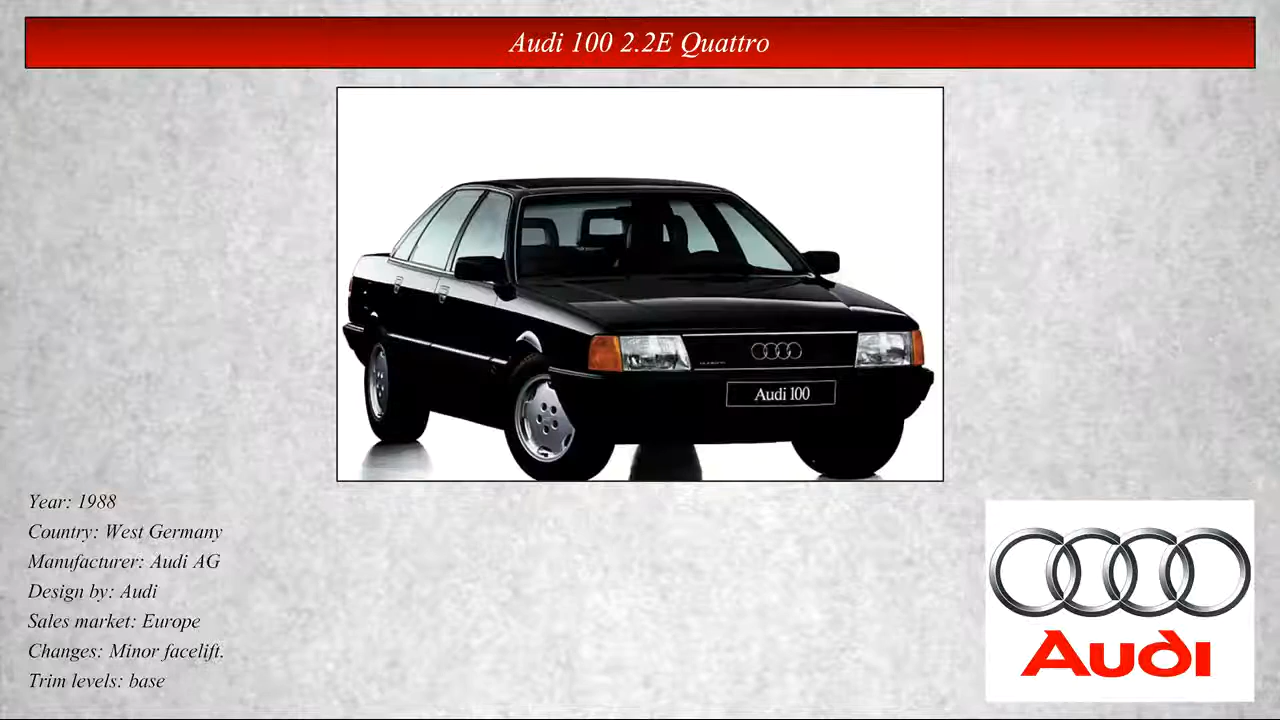 Audi 100 2.2E Quattro
Audi 100
Year: 1988
Country: West Germany
Manufacturer: Audi AG
Design by: Audi
Sales market: Europe
Changes: Minor facelift.
Trim levels: base
Audi